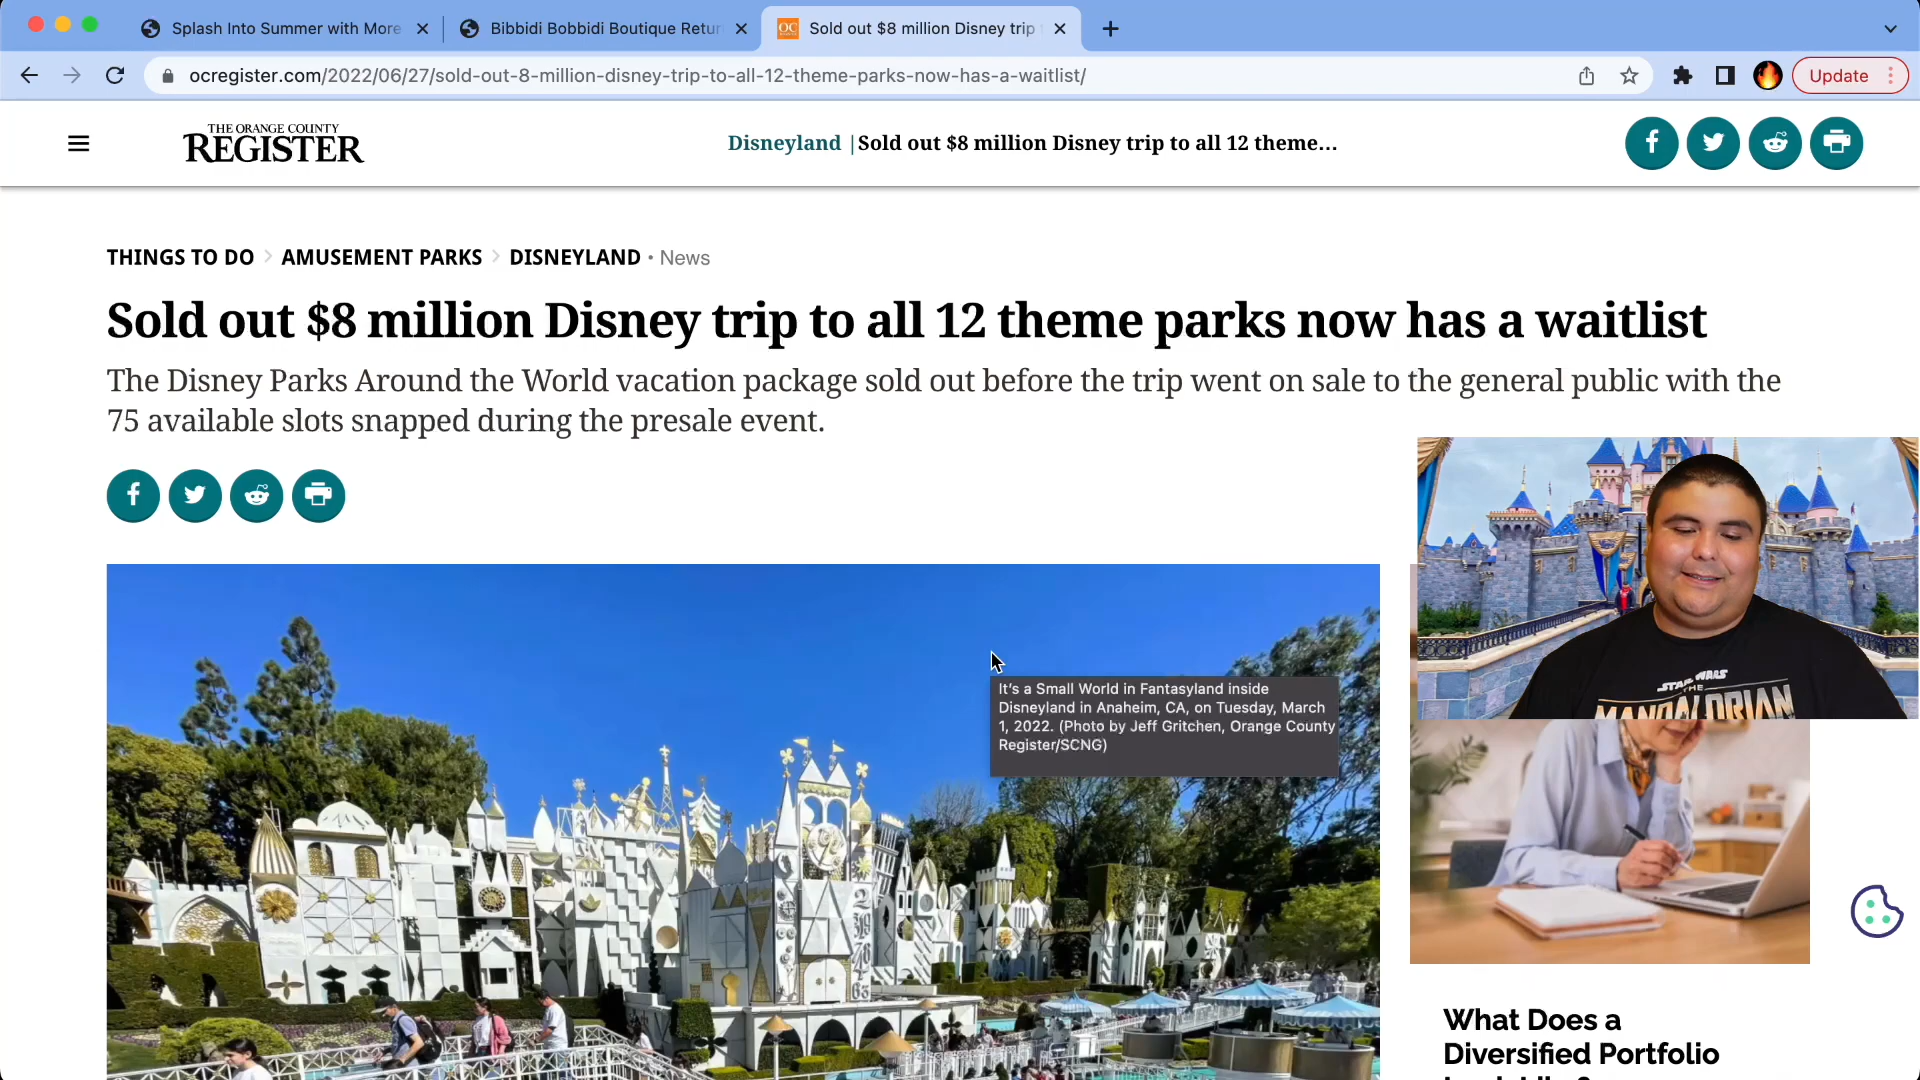 Splash Into Summer with More
Bibbidi Bobbidi Boutique Retur
OC
Sold out $8 million Disney trip
ocregister.com/2022/06/27/sold-out-8-million-disney-trip-to-all-12-theme-parks-now-has-a-waitlist/
Update
THE ORANGE COUNTY
REGISTER
Disneyland | Sold out $8 million Disney trip to all 12 theme...
THINGS TO DO > AMUSEMENT PARKS > DISNEYLAND • News
Sold out $8 million Disney trip to all 12 theme parks now has a waitlist
The Disney Parks Around the World vacation package sold out before the trip went on sale to the general public with the
75 available slots snapped during the presale event.
It's a Small World in Fantasyland inside
Disneyland in Anaheim, CA, on Tuesday, March
1, 2022. (Photo by Jeff Gritchen, Orange County
Register/SCNG)
STAR WARS
THE
MANDALORIAN
What Does a
Diversified Portfolio